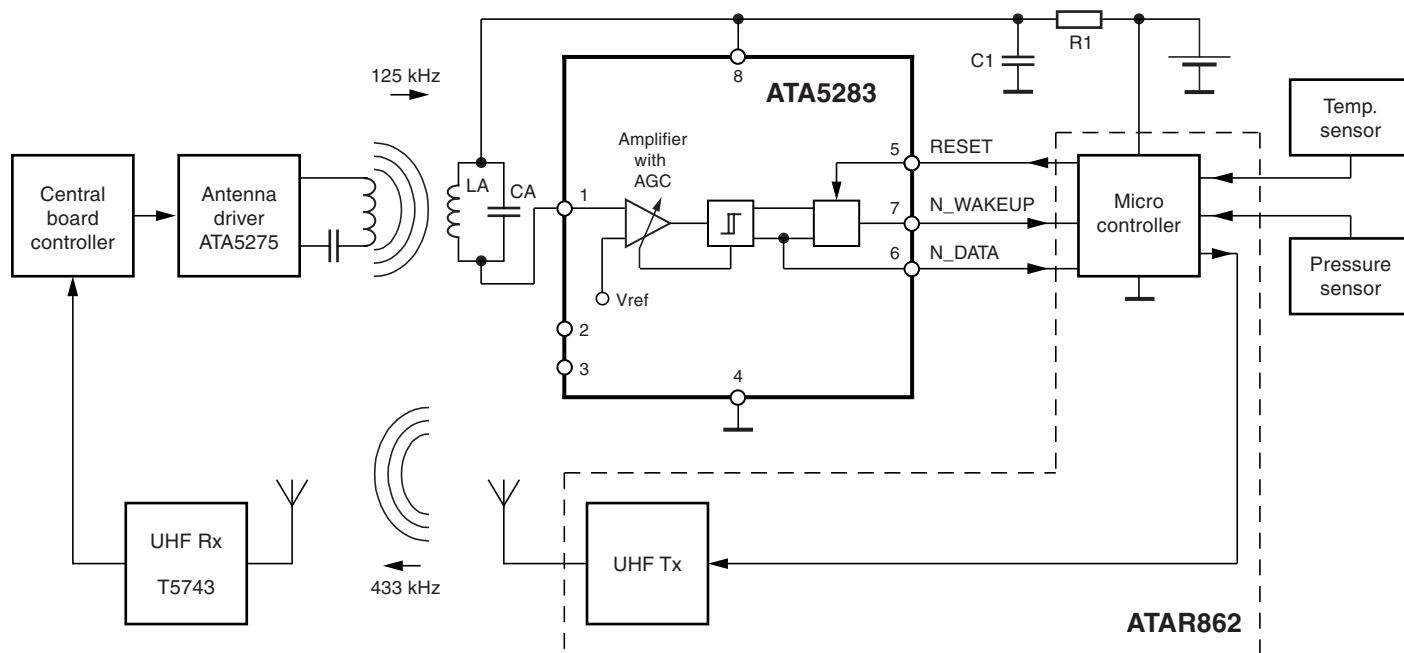 125 kHz
8
ATA5283
C1
R1
Temp.
sensor
Central
board
controller
Antenna
driver
ATA5275
LA
CA
1
Amplifier
with
AGC
Vref
2
3
4
5
RESET
7
N_WAKEUP
6
N_DATA
Micro
controller
Pressure
sensor
UHF Rx
T5743
433 kHz
UHF Tx
ATAR862